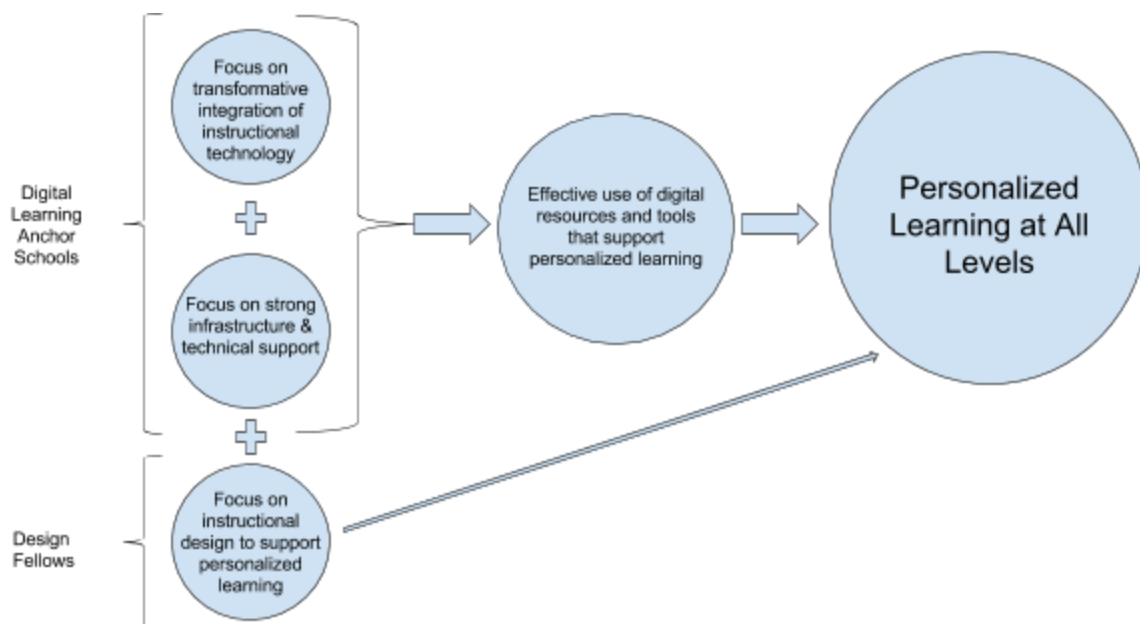 Digital
Learning
Anchor
Schools
Focus on
transformative
integration of
instructional
technology
Focus on strong
infrastructure &
technical support
Effective use of digital
resources and tools
that support
personalized learning
Personalized
Learning at All
Levels
Design
Fellows
Focus on
instructional
design to support
personalized
learning